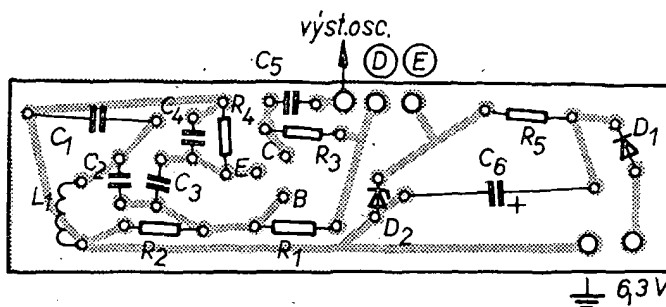 výst. osc.
C5 D E
R4 R5 D1
C1 C4
C R3 C6
C2 C3 E
L1 B +
D2
R2 R1
6,3 V